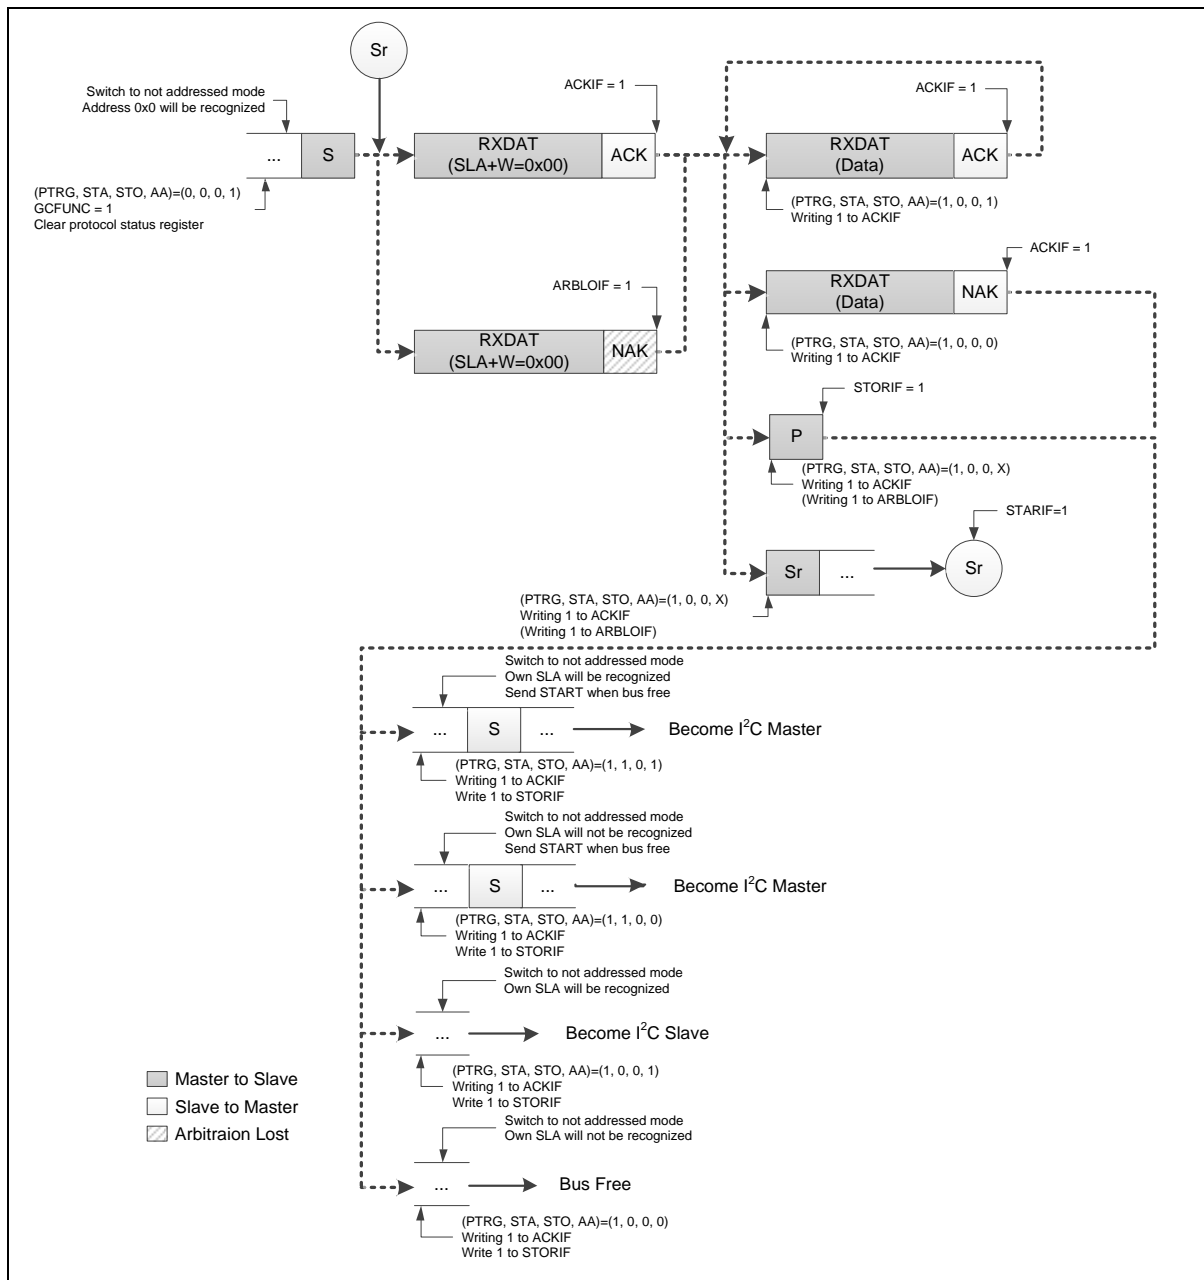 Sr
Switch to not addressed mode
Address 0x0 will be recognized
ACKIF = 1
ACKIF = 1
...
S
RXDAT
(SLA+W=0x00)
ACK
RXDAT
(Data)
ACK
(PTRG, STA, STO, AA)=(0, 0, 0, 1)
GCFUNC = 1
Clear protocol status register
(PTRG, STA, STO, AA)=(1, 0, 0, 1)
Writing 1 to ACKIF
ACKIF = 1
ARBLOIF = 1
RXDAT
(Data)
NAK
RXDAT
(SLA+W=0x00)
NAK
(PTRG, STA, STO, AA)=(1, 0, 0, 0)
Writing 1 to ACKIF
STORIF = 1
P
(PTRG, STA, STO, AA)=(1, 0, 0, X)
Writing 1 to ACKIF
(Writing 1 to ARBLOIF)
STARIF=1
Sr
...
Sr
(PTRG, STA, STO, AA)=(1, 0, 0, X)
Writing 1 to ACKIF
(Writing 1 to ARBLOIF)
Switch to not addressed mode
Own SLA will be recognized
Send START when bus free
...
S
...
Become I²C Master
(PTRG, STA, STO, AA)=(1, 1, 0, 1)
Writing 1 to ACKIF
Write 1 to STORIF
Switch to not addressed mode
Own SLA will not be recognized
Send START when bus free
...
S
...
Become I²C Master
(PTRG, STA, STO, AA)=(1, 1, 0, 0)
Writing 1 to ACKIF
Write 1 to STORIF
Switch to not addressed mode
Own SLA will be recognized
...
Become I²C Slave
(PTRG, STA, STO, AA)=(1, 0, 0, 1)
Writing 1 to ACKIF
Write 1 to STORIF
Master to Slave
Slave to Master
Arbitraion Lost
Switch to not addressed mode
Own SLA will not be recognized
...
Bus Free
(PTRG, STA, STO, AA)=(1, 0, 0, 0)
Writing 1 to ACKIF
Write 1 to STORIF